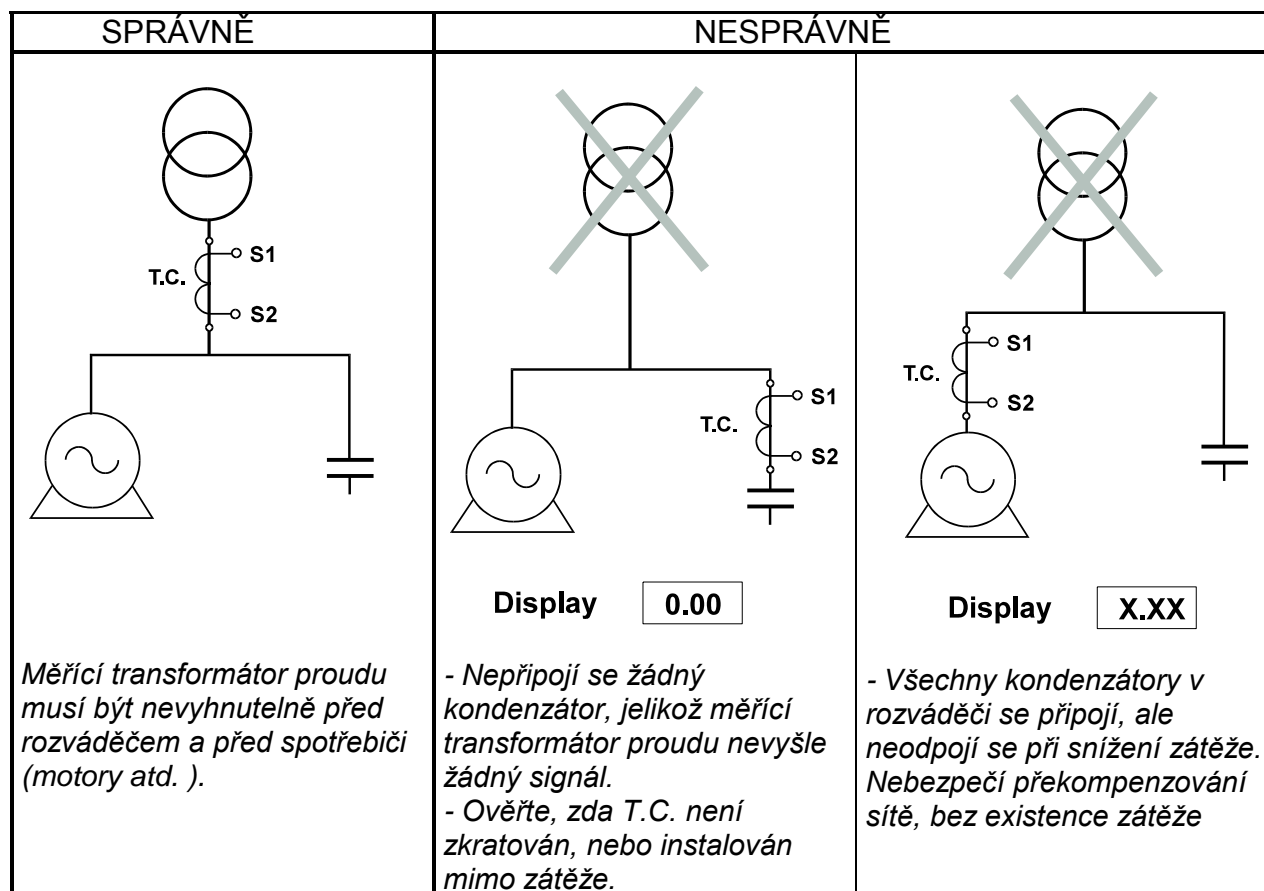 SPRÁVNĚ
NESPRÁVNĚ
S1
T.C.
S2
Měřící transformátor proudu
musí být nevyhnutelně před
rozváděčem a před spotřebiči
(motory atd. ).
S1
T.C.
S2
Display 0.00
- Nepřipojí se žádný
kondenzátor, jelikož měřící
transformátor proudu nevyšle
žádný signál.
- Ověřte, zda T.C. není
zkratován, nebo instalován
mimo zátěže.
S1
T.C.
S2
Display X.XX
- Všechny kondenzátory v
rozváděči se připojí, ale
neodpojí se při snížení zátěže.
Nebezpečí překompenzování
sítě, bez existence zátěže